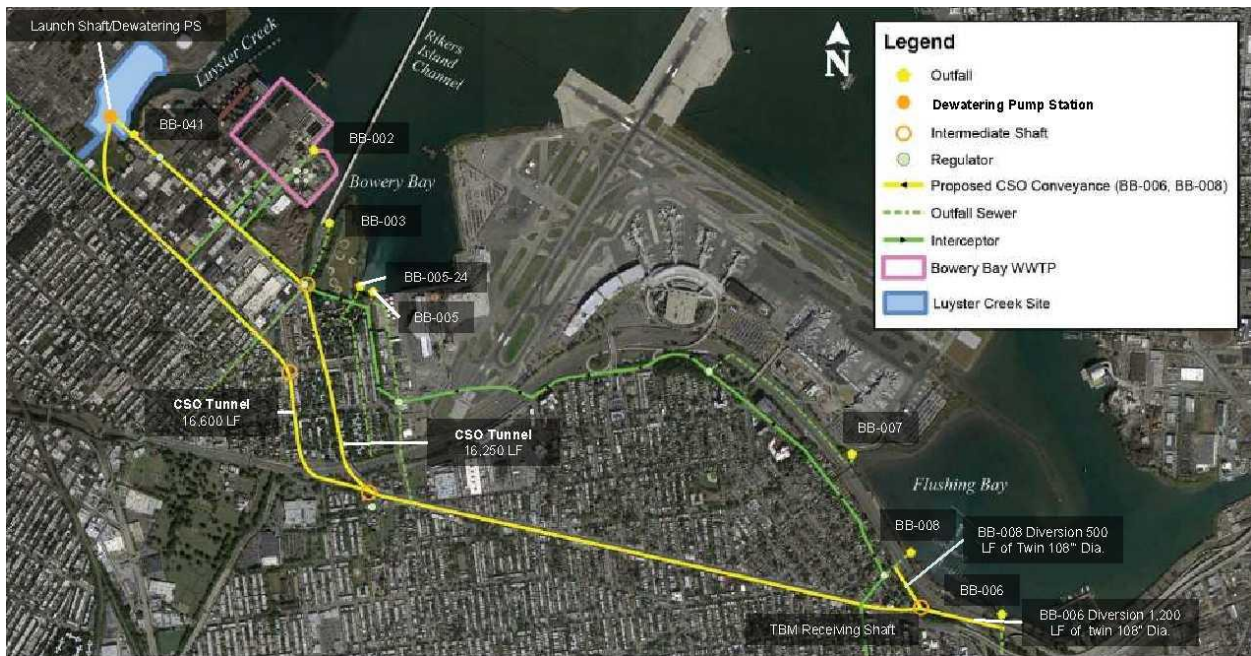 Launch Shaft/Dewatering PS
Luyster Creek
Rikers
Island
Channel
N
BB-041
BB-002
Bowery Bay
BB-003
BB-005-24
BB-005
CSO Tunnel
16,600 LF
CSO Tunnel
16,250 LF
BB-007
Flushing Bay
BB-008
BB-008 Diversion 500
LF of Twin 108" Dia.
BB-006
BB-006 Diversion 1,200
LF of, twin 108" Dia.
TBM Receiving Shaft
Legend
Outfall
Dewatering Pump Station
Intermediate Shaft
Regulator
Proposed CSO Conveyance (BB-006, BB-008)
Outfall Sewer
Interceptor
Bowery Bay WWTP
Luyster Creek Site